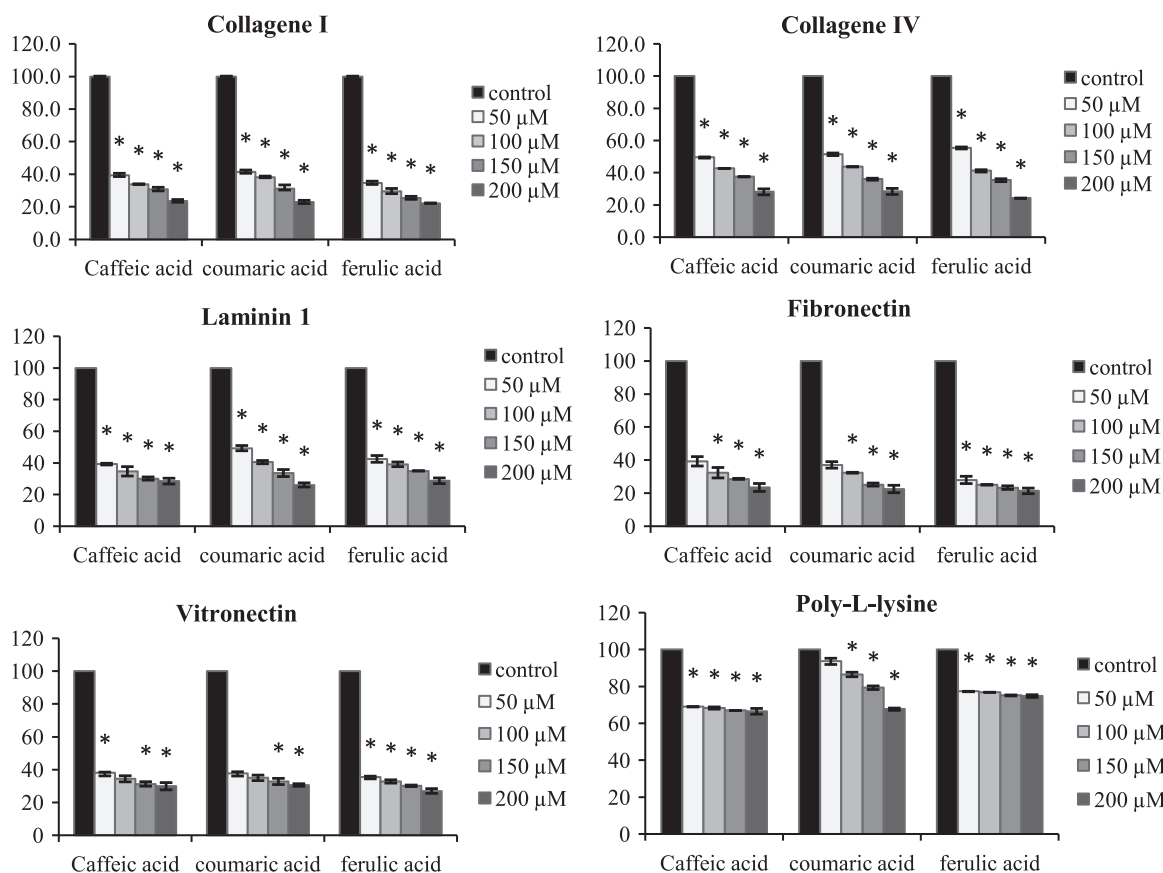 Collagene I
120.0
100.0
80.0
60.0
40.0
20.0
0.0
* * * * * * * * * * * *
Caffeic acid coumaric acid ferulic acid
control
50 µM
100 µM
150 µM
200 µM
Collagene IV
120.0
100.0
80.0
60.0
40.0
20.0
0.0
* * * * * * * * * * * *
Caffeic acid coumaric acid ferulic acid
control
50 µM
100 µM
150 µM
200 µM
Laminin 1
120
100
80
60
40
20
0
* * * * * * * * * * * *
Caffeic acid coumaric acid ferulic acid
control
50 µM
100 µM
150 µM
200 µM
Fibronectin
120
100
80
60
40
20
0
* * * * * * * * * *
Caffeic acid coumaric acid ferulic acid
control
50 µM
100 µM
150 µM
200 µM
Vitronectin
120
100
80
60
40
20
0
* * * * * * * * *
Caffeic acid coumaric acid ferulic acid
control
50 µM
100 µM
150 µM
200 µM
Poly-L-lysine
120
100
80
60
40
20
0
* * * * * * * * * * *
Caffeic acid coumaric acid ferulic acid
control
50 µM
100 µM
150 µM
200 µM